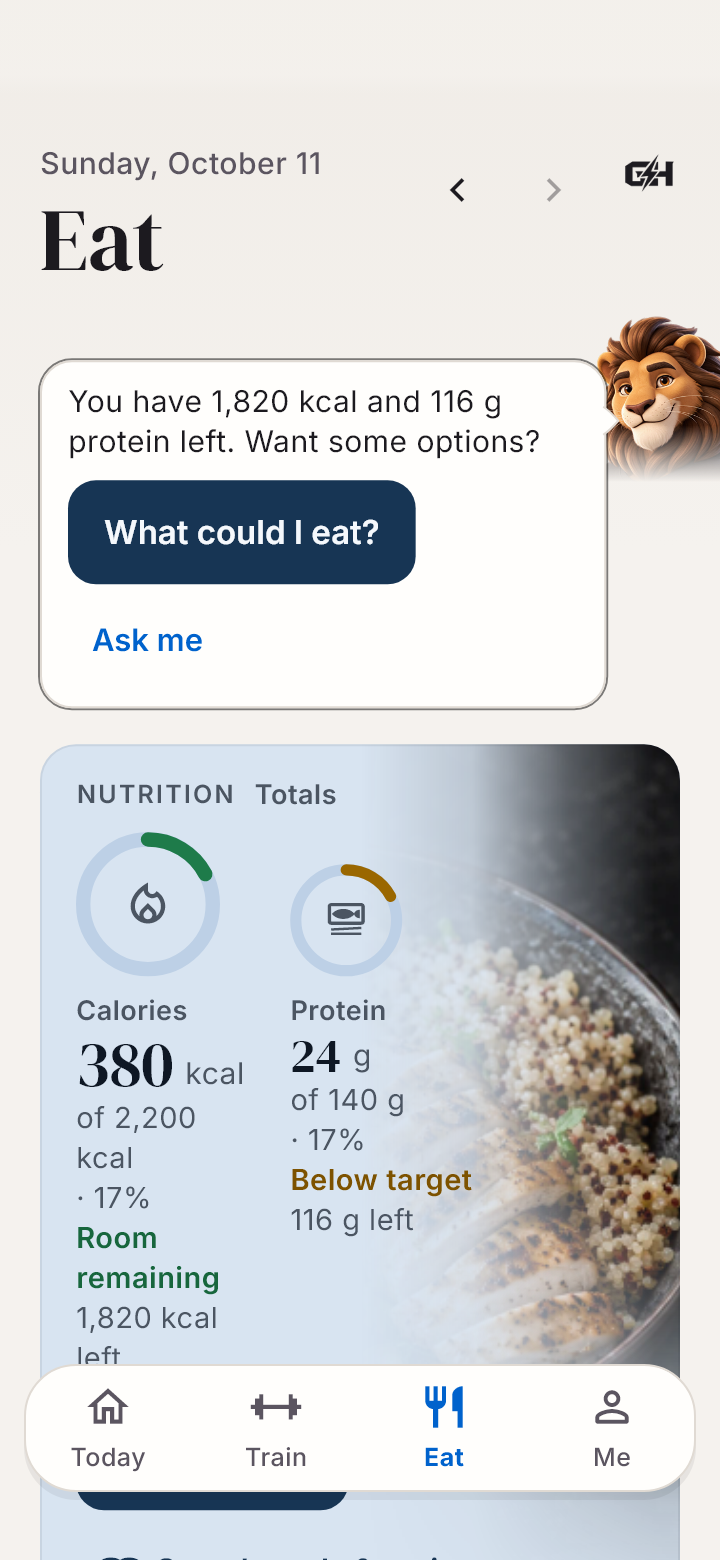 Sunday, October 11
Eat
GH
You have 1,820 kcal and 116 g
protein left. Want some options?
What could I eat?
Ask me
NUTRITION Totals
Calories
380 kcal
of 2,200
kcal
· 17%
Room
remaining
1,820 kcal
left
Protein
24 g
of 140 g
· 17%
Below target
116 g left
Today
Train
Eat
Me